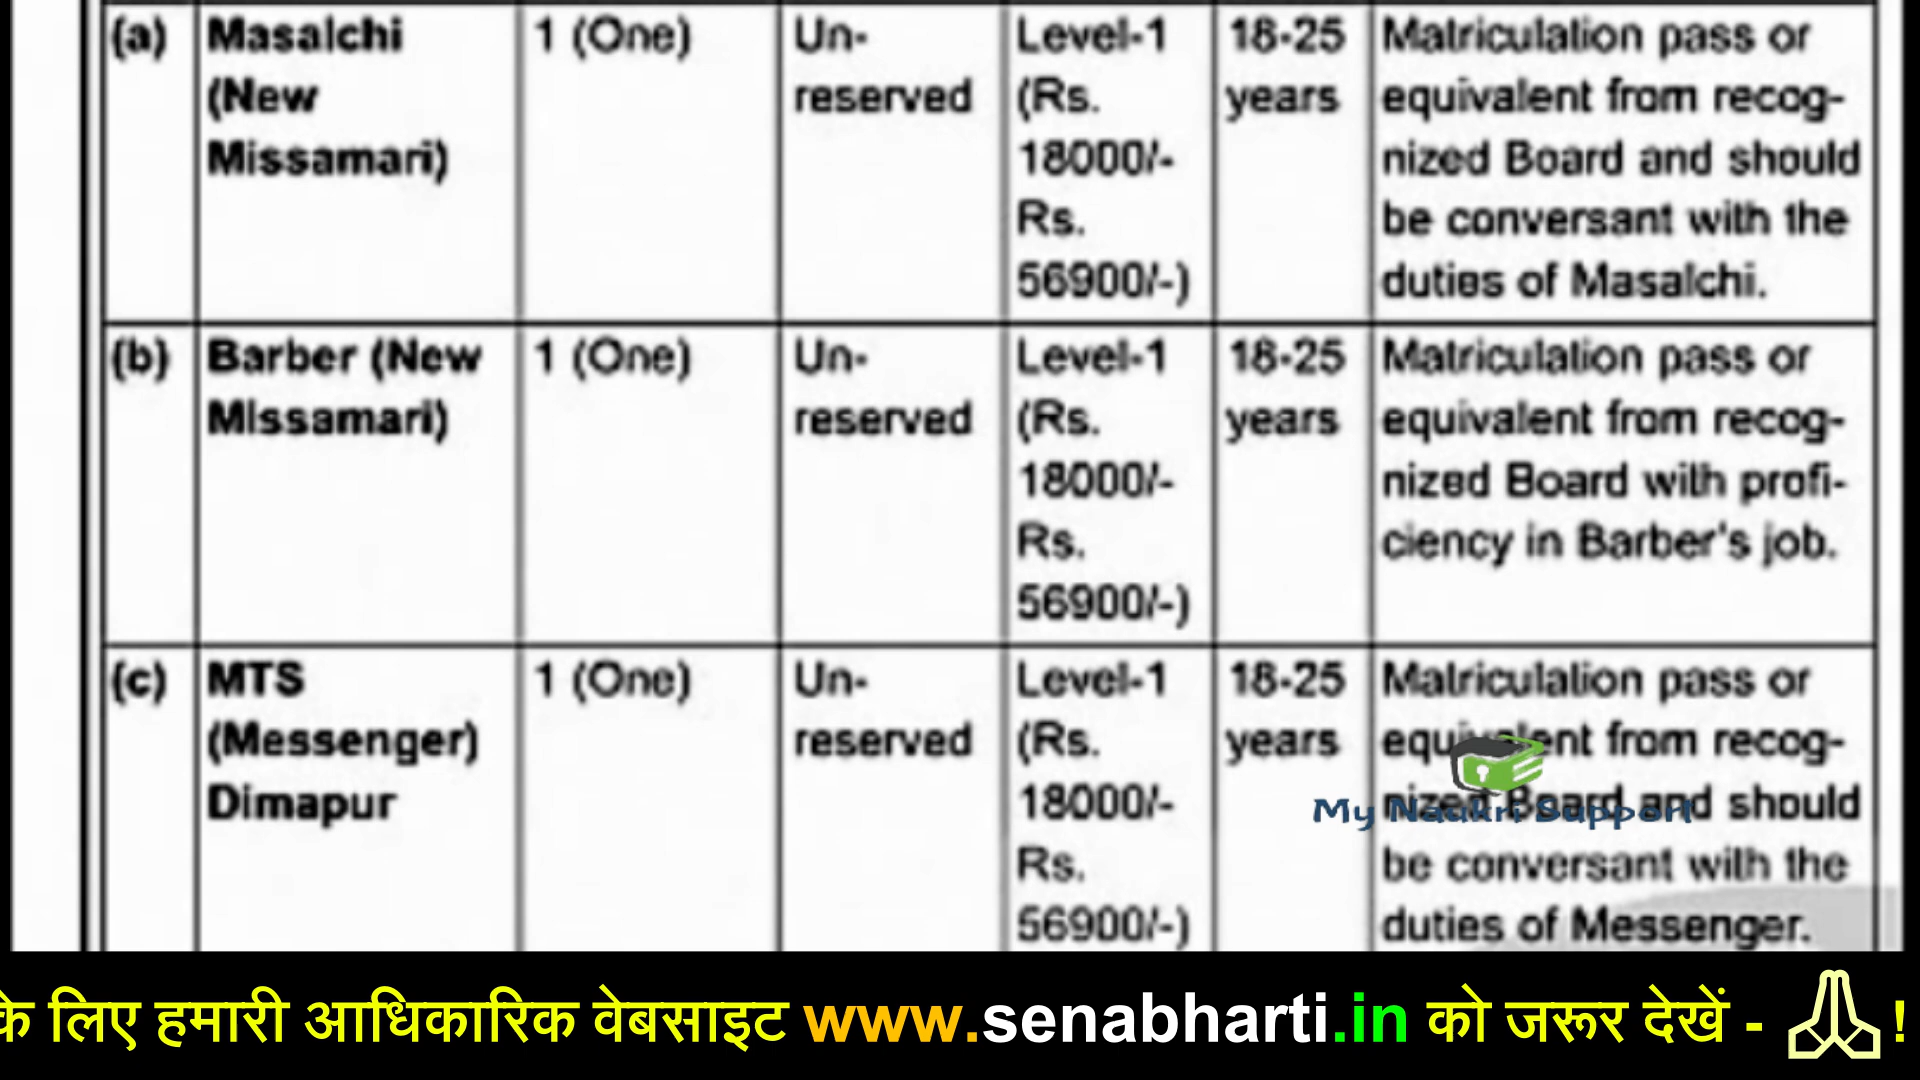 (a) Masalchi 1 (One) Un- Level-1 18-25 Matriculation pass or
(New reserved (Rs. years equivalent from recog-
Missamari) 18000/- nized Board and should
Rs. be conversant with the
56900/-) duties of Masalchi.
(b) Barber (New 1 (One) Un- Level-1 18-25 Matriculation pass or
Missamari) reserved (Rs. years equivalent from recog-
18000/- nized Board with profi-
Rs. ciency in Barber's job.
56900/-)
(c) MTS 1 (One) Un- Level-1 18-25 Matriculation pass or
(Messenger) reserved (Rs. years equivalent from recog-
Dimapur 18000/- nized Board and should
Rs. be conversant with the
56900/-) duties of Messenger.
My Naukri Support
के लिए हमारी आधिकारिक वेबसाइट www.senabharti.in को जरूर देखें - !